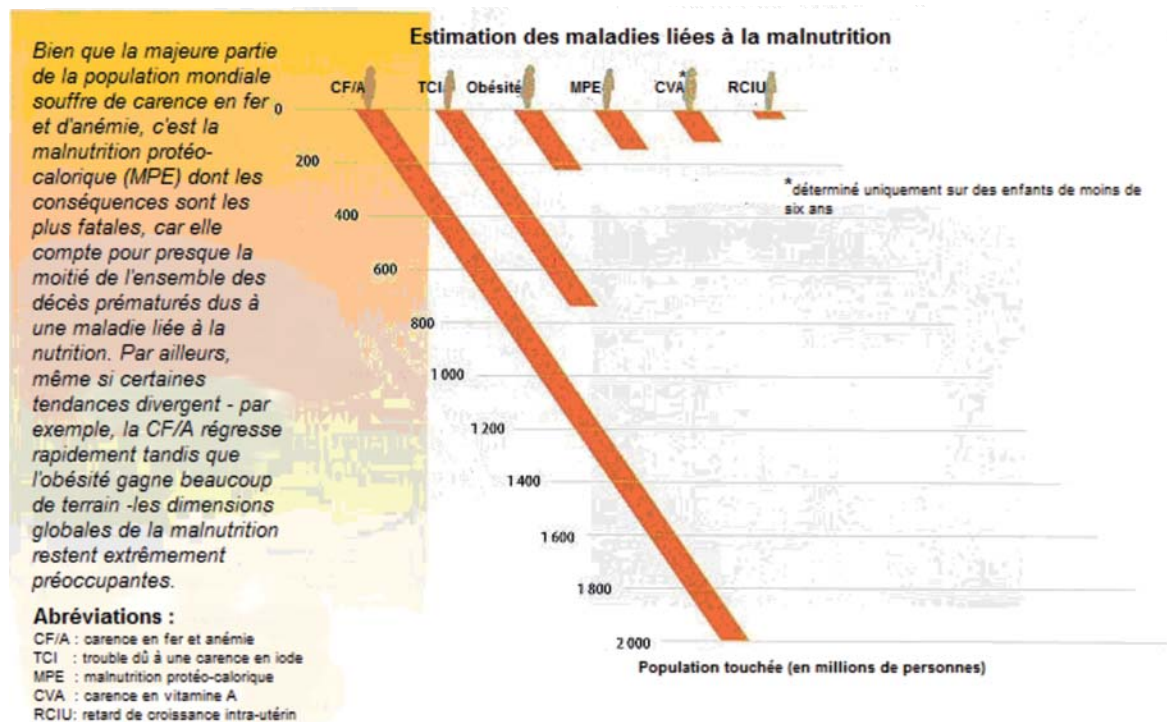 Estimation des maladies liées à la malnutrition
Bien que la majeure partie
de la population mondiale
souffre de carence en fer
et d'anémie, c'est la
malnutrition protéo-
calorique (MPE) dont les
conséquences sont les
plus fatales, car elle
compte pour presque la
moitié de l'ensemble des
décès prématurés dus à
une maladie liée à la
nutrition. Par ailleurs,
même si certaines
tendances divergent - par
exemple, la CF/A régresse
rapidement tandis que
l'obésité gagne beaucoup
de terrain -les dimensions
globales de la malnutrition
restent extrêmement
préoccupantes.
Abréviations :
CF/A : carence en fer et anémie
TCI : trouble dû à une carence en iode
MPE : malnutrition protéo-calorique
CVA : carence en vitamine A
RCIU: retard de croissance intra-utérin
CF/A TCI Obésité MPE CVA* RCIU
0
200
400
600
800
1 000
1 200
1 400
1 600
1 800
2 000
*déterminé uniquement sur des enfants de moins de
six ans
Population touchée (en millions de personnes)